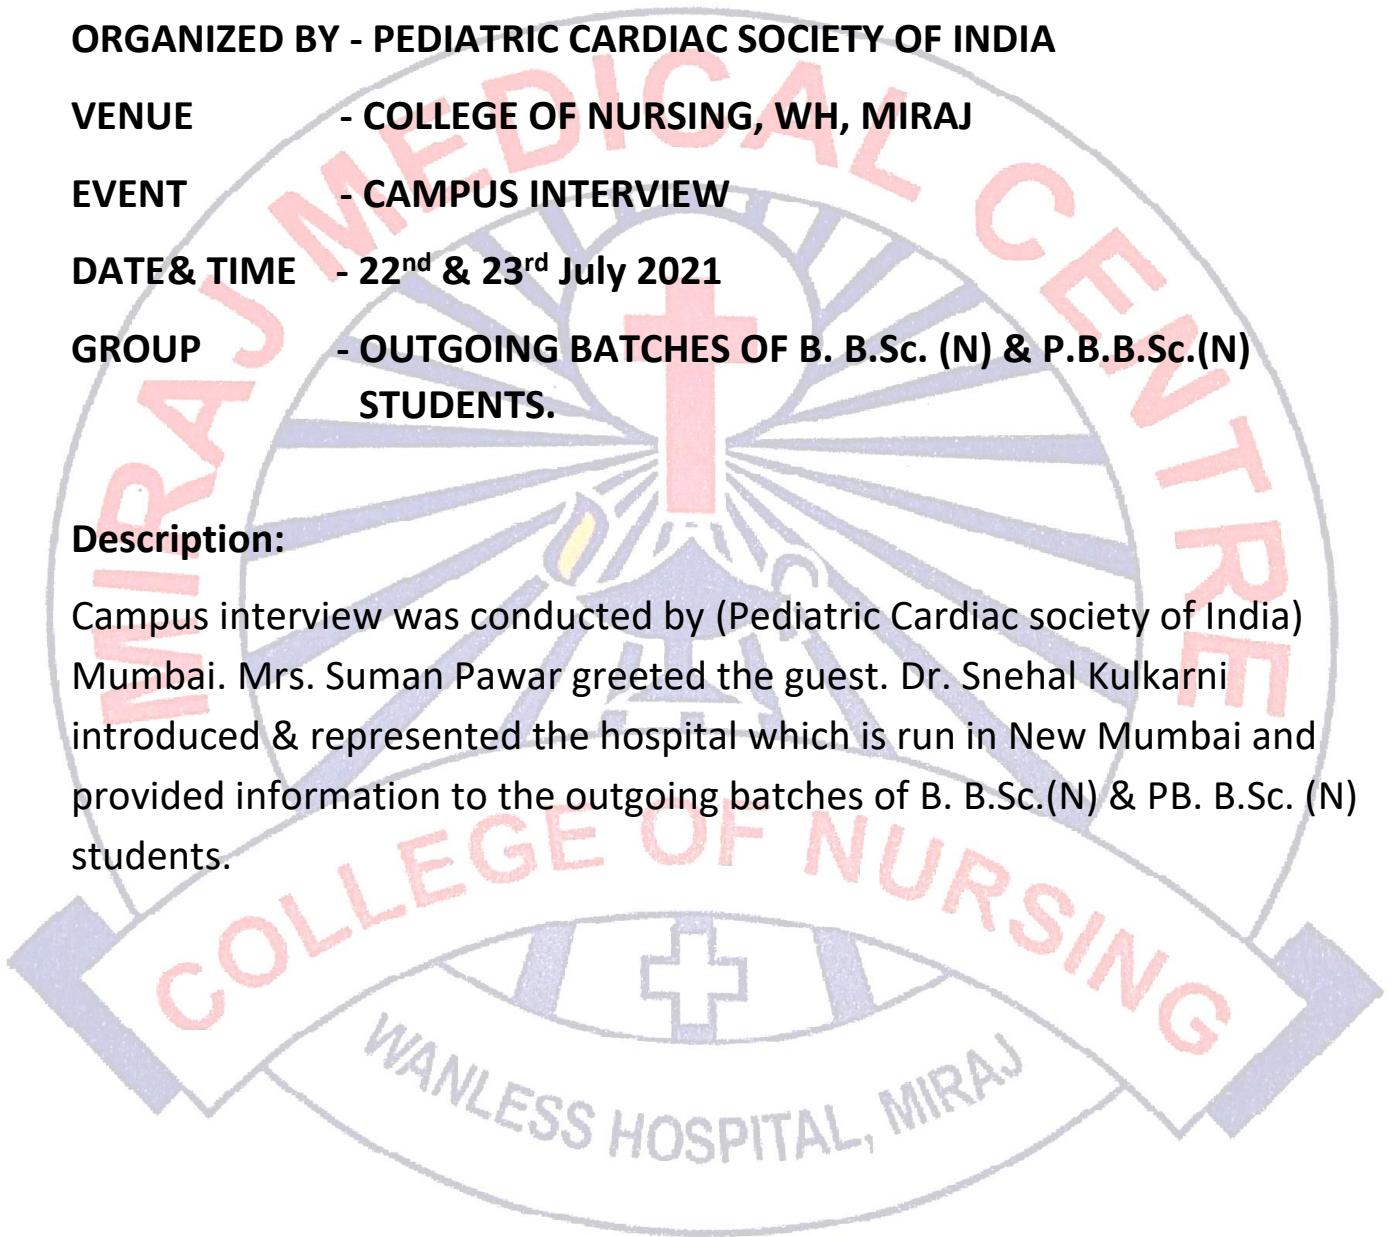 ORGANIZED BY - PEDIATRIC CARDIAC SOCIETY OF INDIA
VENUE - COLLEGE OF NURSING, WH, MIRAJ
EVENT - CAMPUS INTERVIEW
DATE& TIME - 22nd & 23rd July 2021
GROUP - OUTGOING BATCHES OF B. B.Sc. (N) & P.B.B.Sc.(N)
STUDENTS.
Description:
Campus interview was conducted by (Pediatric Cardiac society of India)
Mumbai. Mrs. Suman Pawar greeted the guest. Dr. Snehal Kulkarni
introduced & represented the hospital which is run in New Mumbai and
provided information to the outgoing batches of B. B.Sc.(N) & PB. B.Sc. (N)
students.
MIRAJ MEDICAL CENTRE
COLLEGE OF NURSING
WANLESS HOSPITAL, MIRAJ